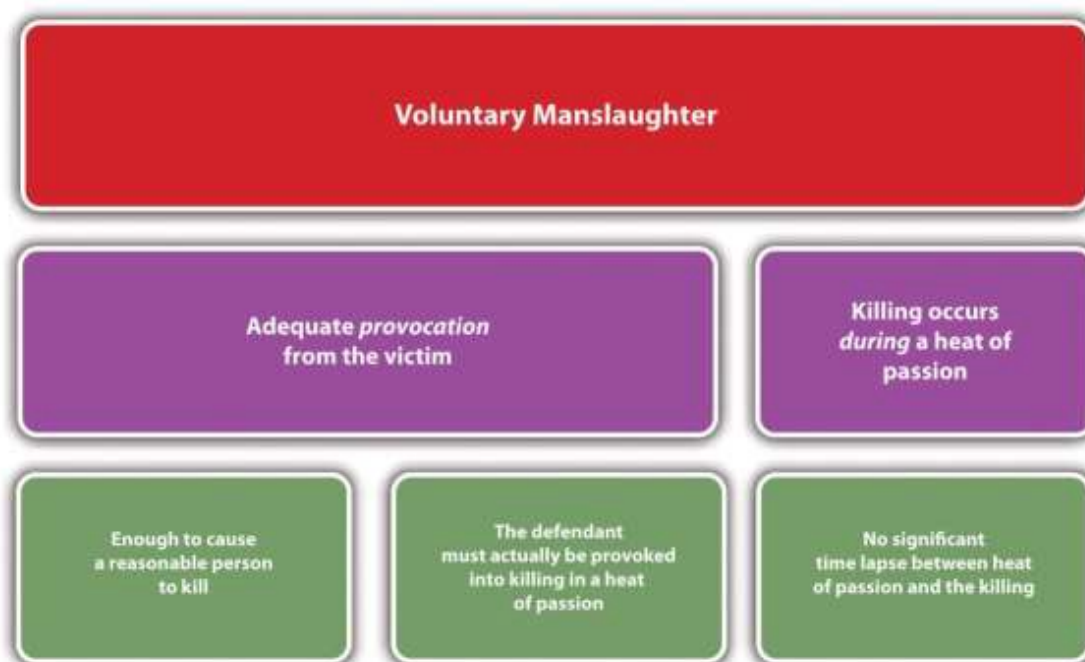 Voluntary Manslaughter
Adequate provocation
from the victim
Killing occurs
during a heat of
passion
Enough to cause
a reasonable person
to kill
The defendant
must actually be provoked
into killing in a heat
of passion
No significant
time lapse between heat
of passion and the killing